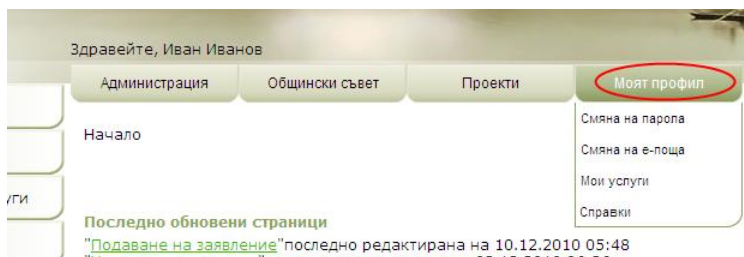 Здравейте, Иван Иванов
Администрация Общински съвет Проекти Моят профил
Смяна на парола
Начало
Смяна на е-поща
Мои услуги
уги
Справки
Последно обновени страници
"Подаване на заявление"последно редактирана на 10.12.2010 05:48